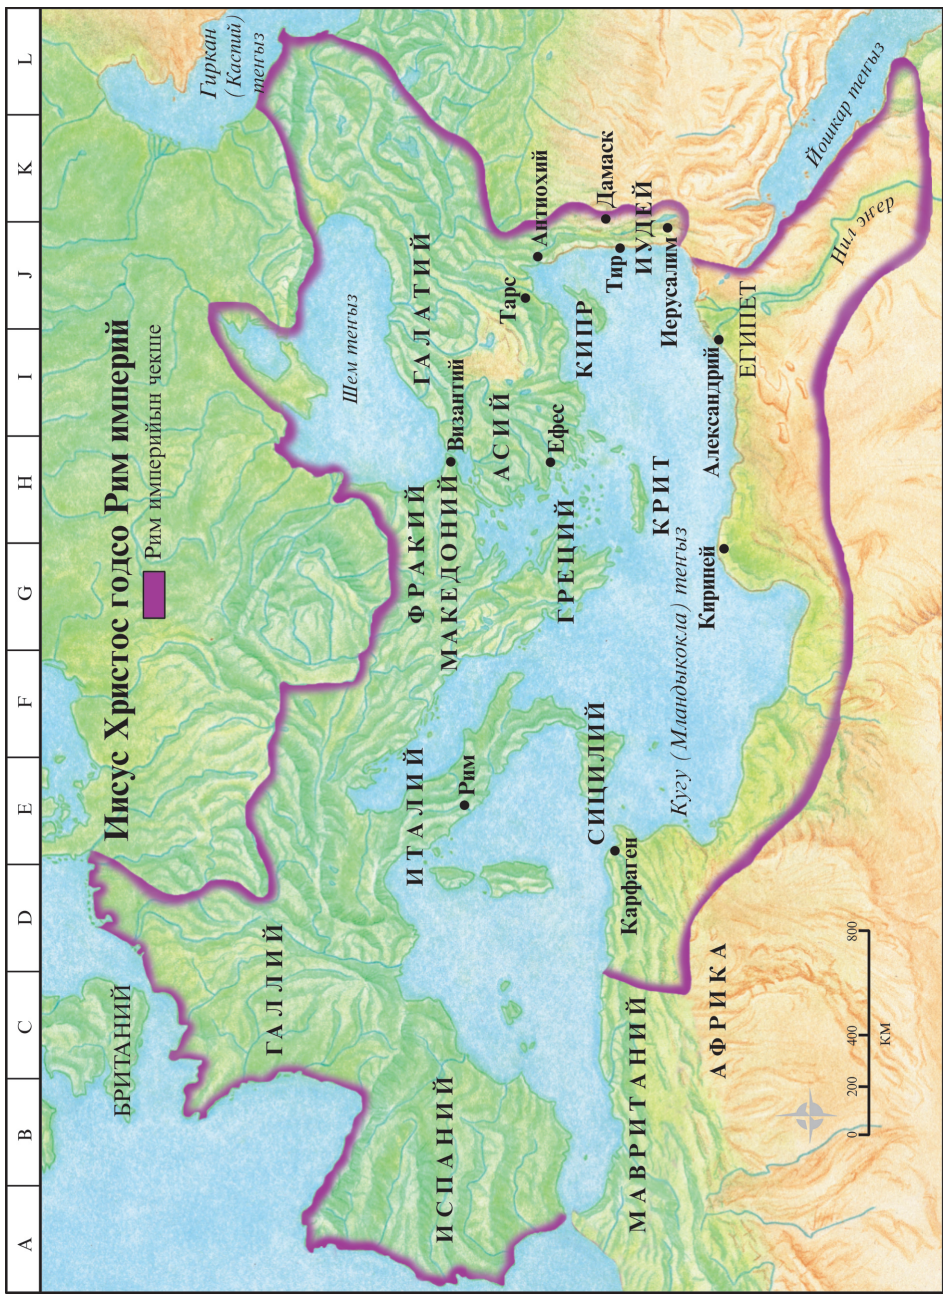 A
B
C
D
E
F
G
H
I
J
K
L
Иисус Христос годсо Рим империй
Рим империйын чекше
БРИТАНИЙ
Гиркан
(Каспий)
теҥыз
ГАЛЛИЙ
Шем теҥыз
ИСПАНИЙ
ИТАЛИЙ
Рим
ФРАКИЙ
МАКЕДОНИЙ
Византий
ГАЛАТИЙ
АСИЙ
Ефес
ГРЕЦИЙ
Тарс
Антиохий
КИПР
Дамаск
Тир
ИУДЕЙ
Иерусалим
СИЦИЛИЙ
Карфаген
КРИТ
Кугу (Мландыкокла) теҥыз
МАВРИТАНИЙ
Кириней
Александрий
ЕГИПЕТ
АФРИКА
Нил эҥер
Йошкар теҥыз
0
200
400
800
КМ